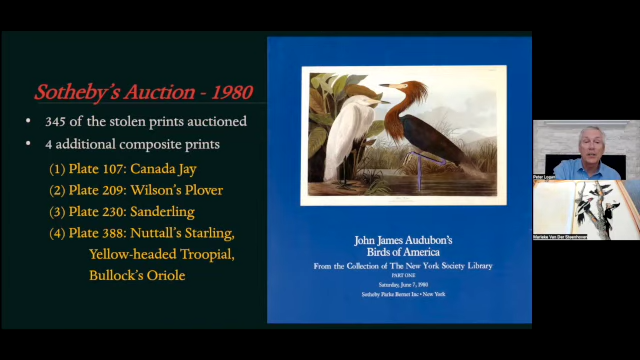 Sotheby's Auction - 1980
• 345 of the stolen prints auctioned
• 4 additional composite prints
(1) Plate 107: Canada Jay
(2) Plate 209: Wilson's Plover
(3) Plate 230: Sanderling
(4) Plate 388: Nuttall's Starling,
Yellow-headed Troopial,
Bullock's Oriole
John James Audubon's
Birds of America
From the Collection of The New York Society Library
PART ONE
Saturday, June 7, 1980
Sotheby Parke Bernet Inc • New York
Peter Logan
Marieke Van Der